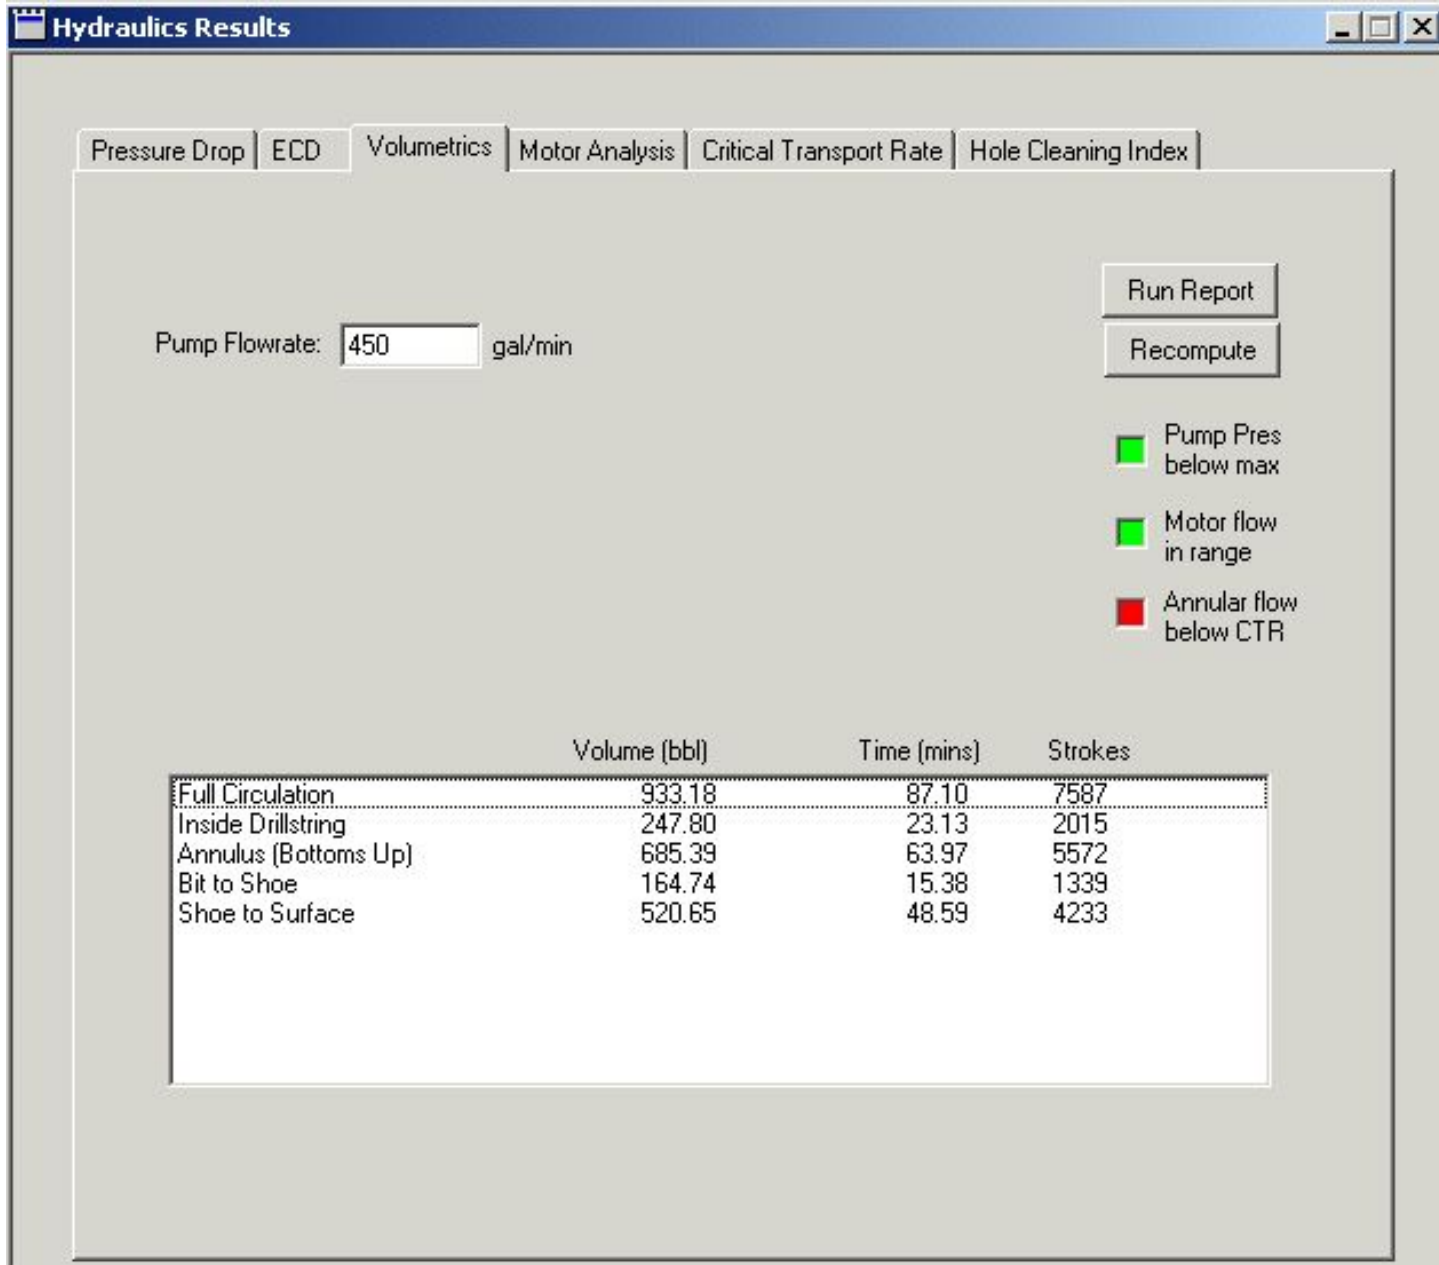 Hydraulics Results
Pressure Drop ECD Volumetrics Motor Analysis Critical Transport Rate Hole Cleaning Index
Run Report
Pump Flowrate: 450 gal/min
Recompute
Pump Pres
below max
Motor flow
in range
Annular flow
below CTR
Volume (bbl) Time (mins) Strokes
Full Circulation 933.18 87.10 7587
Inside Drillstring 247.80 23.13 2015
Annulus (Bottoms Up) 685.39 63.97 5572
Bit to Shoe 164.74 15.38 1339
Shoe to Surface 520.65 48.59 4233